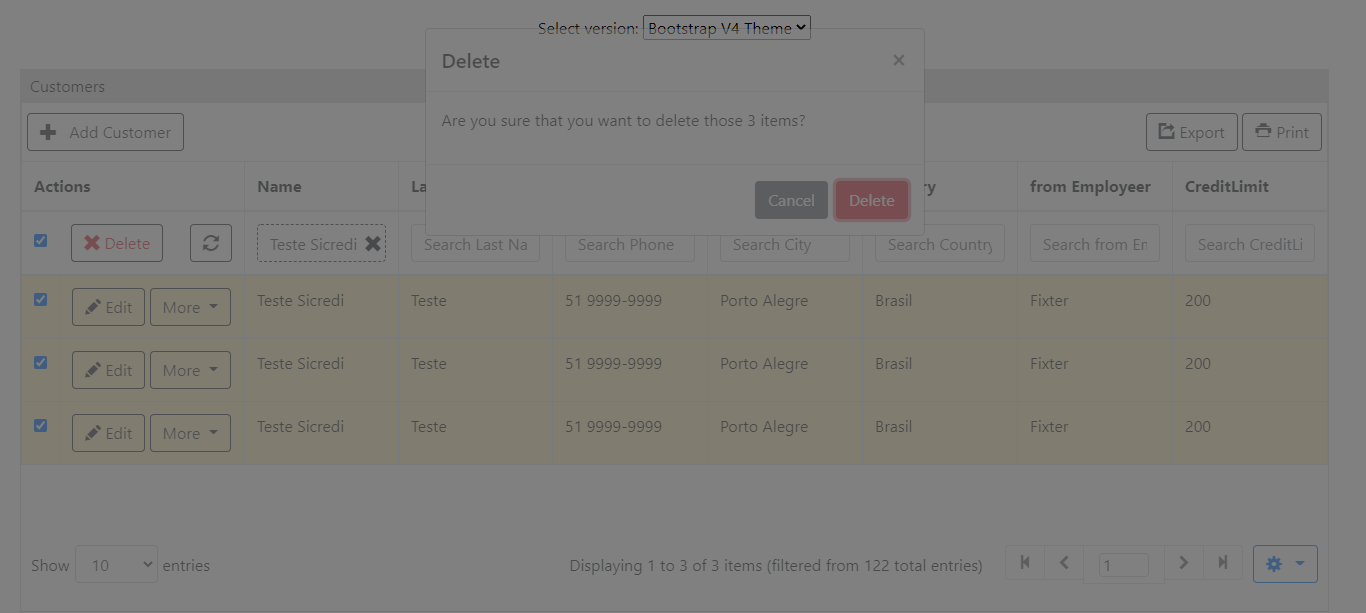 Select version: Bootstrap V4 Theme
Delete ×
Customers
Are you sure that you want to delete those 3 items?
Add Customer Export Print
Cancel Delete
Actions Name La ry from Employeer CreditLimit
Delete Teste Sicredi Search Last Na Search Phone Search City Search Country Search from Er Search CreditLi
Edit More Teste Sicredi Teste 51 9999-9999 Porto Alegre Brasil Fixter 200
Edit More Teste Sicredi Teste 51 9999-9999 Porto Alegre Brasil Fixter 200
Edit More Teste Sicredi Teste 51 9999-9999 Porto Alegre Brasil Fixter 200
Show 10 entries Displaying 1 to 3 of 3 items (filtered from 122 total entries) 1